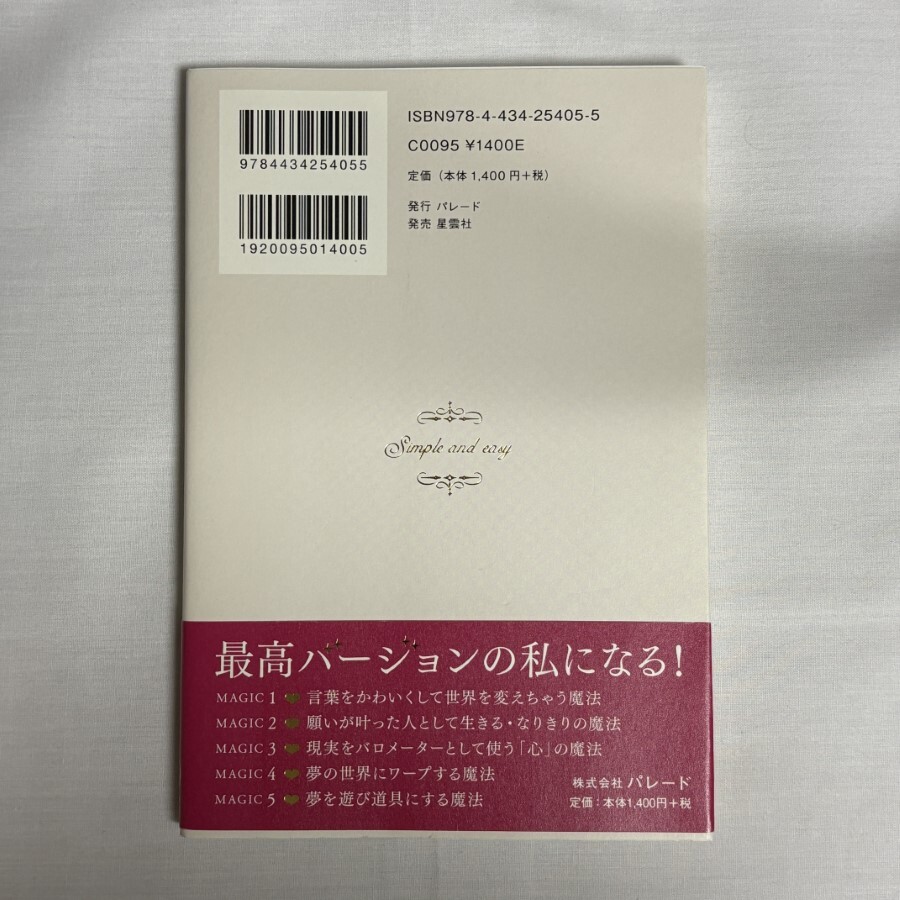 ISBN978-4-434-25405-5
C0095 ¥1400E
定価（本体1,400円＋税）
発行 パレード
発売 星雲社
9784434254055
1920095014005
Simple and easy
最高バージョンの私になる！
MAGIC 1 言葉をかわいくして世界を変えちゃう魔法
MAGIC 2 願いが叶った人として生きる・なりきりの魔法
MAGIC 3 現実をバロメーターとして使う「心」の魔法
MAGIC 4 夢の世界にワープする魔法
MAGIC 5 夢を遊び道具にする魔法
株式会社 パレード
定価：本体1,400円＋税